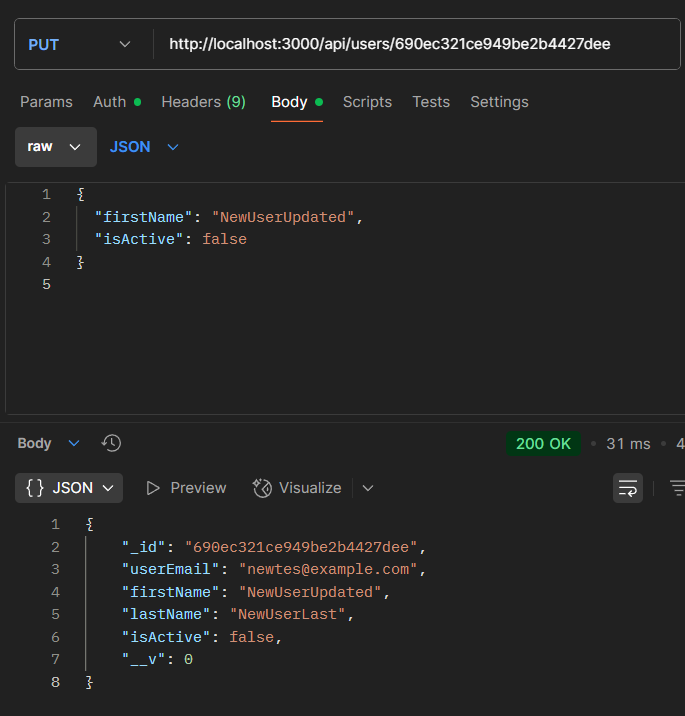 PUT http://localhost:3000/api/users/690ec321ce949be2b4427dee
Params Auth Headers (9) Body Scripts Tests Settings
raw JSON
1 {
2 "firstName": "NewUserUpdated",
3 "isActive": false
4 }
5
Body 200 OK • 31 ms • 4
{} JSON Preview Visualize
1 {
2 "_id": "690ec321ce949be2b4427dee",
3 "userEmail": "newtes@example.com",
4 "firstName": "NewUserUpdated",
5 "lastName": "NewUserLast",
6 "isActive": false,
7 "__v": 0
8 }